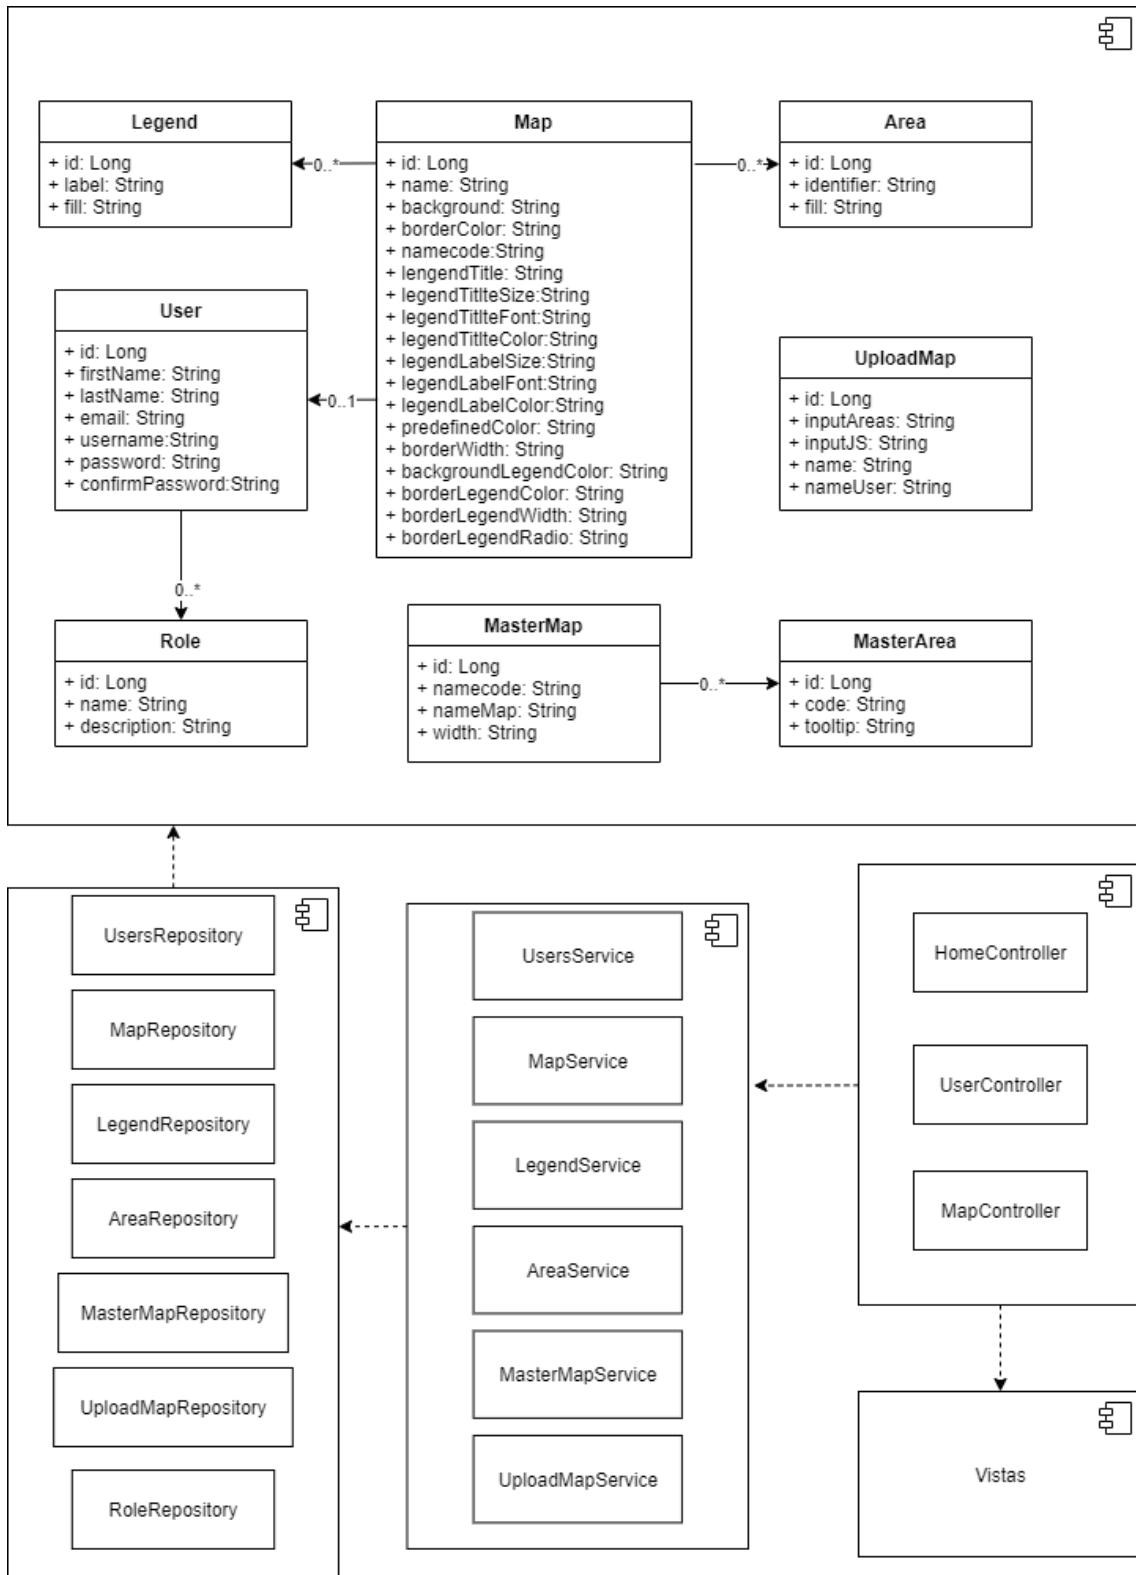 Legend
+ id: Long
+ label: String
+ fill: String
0..*
Map
+ id: Long
+ name: String
+ background: String
+ borderColor: String
+ namecode:String
+ lengendTitle: String
+ legendTitlteSize:String
+ legendTitlteFont:String
+ legendTitlteColor:String
+ legendLabelSize:String
+ legendLabelFont:String
+ legendLabelColor:String
+ predefinedColor: String
+ borderWidth: String
+ backgroundLegendColor: String
+ borderLegendColor: String
+ borderLegendWidth: String
+ borderLegendRadio: String
0..*
Area
+ id: Long
+ identifier: String
+ fill: String
User
+ id: Long
+ firstName: String
+ lastName: String
+ email: String
+ username:String
+ password: String
+ confirmPassword:String
0..1
UploadMap
+ id: Long
+ inputAreas: String
+ inputJS: String
+ name: String
+ nameUser: String
0..*
Role
+ id: Long
+ name: String
+ description: String
MasterMap
+ id: Long
+ namecode: String
+ nameMap: String
+ width: String
0..*
MasterArea
+ id: Long
+ code: String
+ tooltip: String
UsersRepository
MapRepository
LegendRepository
AreaRepository
MasterMapRepository
UploadMapRepository
RoleRepository
UsersService
MapService
LegendService
AreaService
MasterMapService
UploadMapService
HomeController
UserController
MapController
Vistas